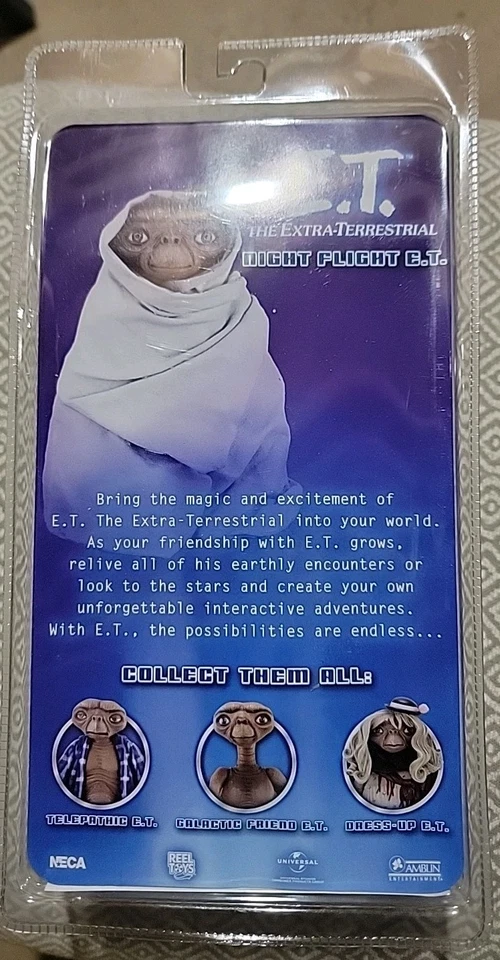 E.T.
THE EXTRA-TERRESTRIAL
NIGHT FLIGHT E.T.
Bring the magic and excitement of
E.T. The Extra-Terrestrial into your world.
As your friendship with E.T. grows,
relive all of his earthly encounters or
look to the stars and create your own
unforgettable interactive adventures.
With E.T., the possibilities are endless...
COLLECT THEM ALL:
TELEPATHIC E.T. GALACTIC FRIEND E.T. DRESS-UP E.T.
NECA REEL TOYS UNIVERSAL AMBLIN
ENTERTAINMENT